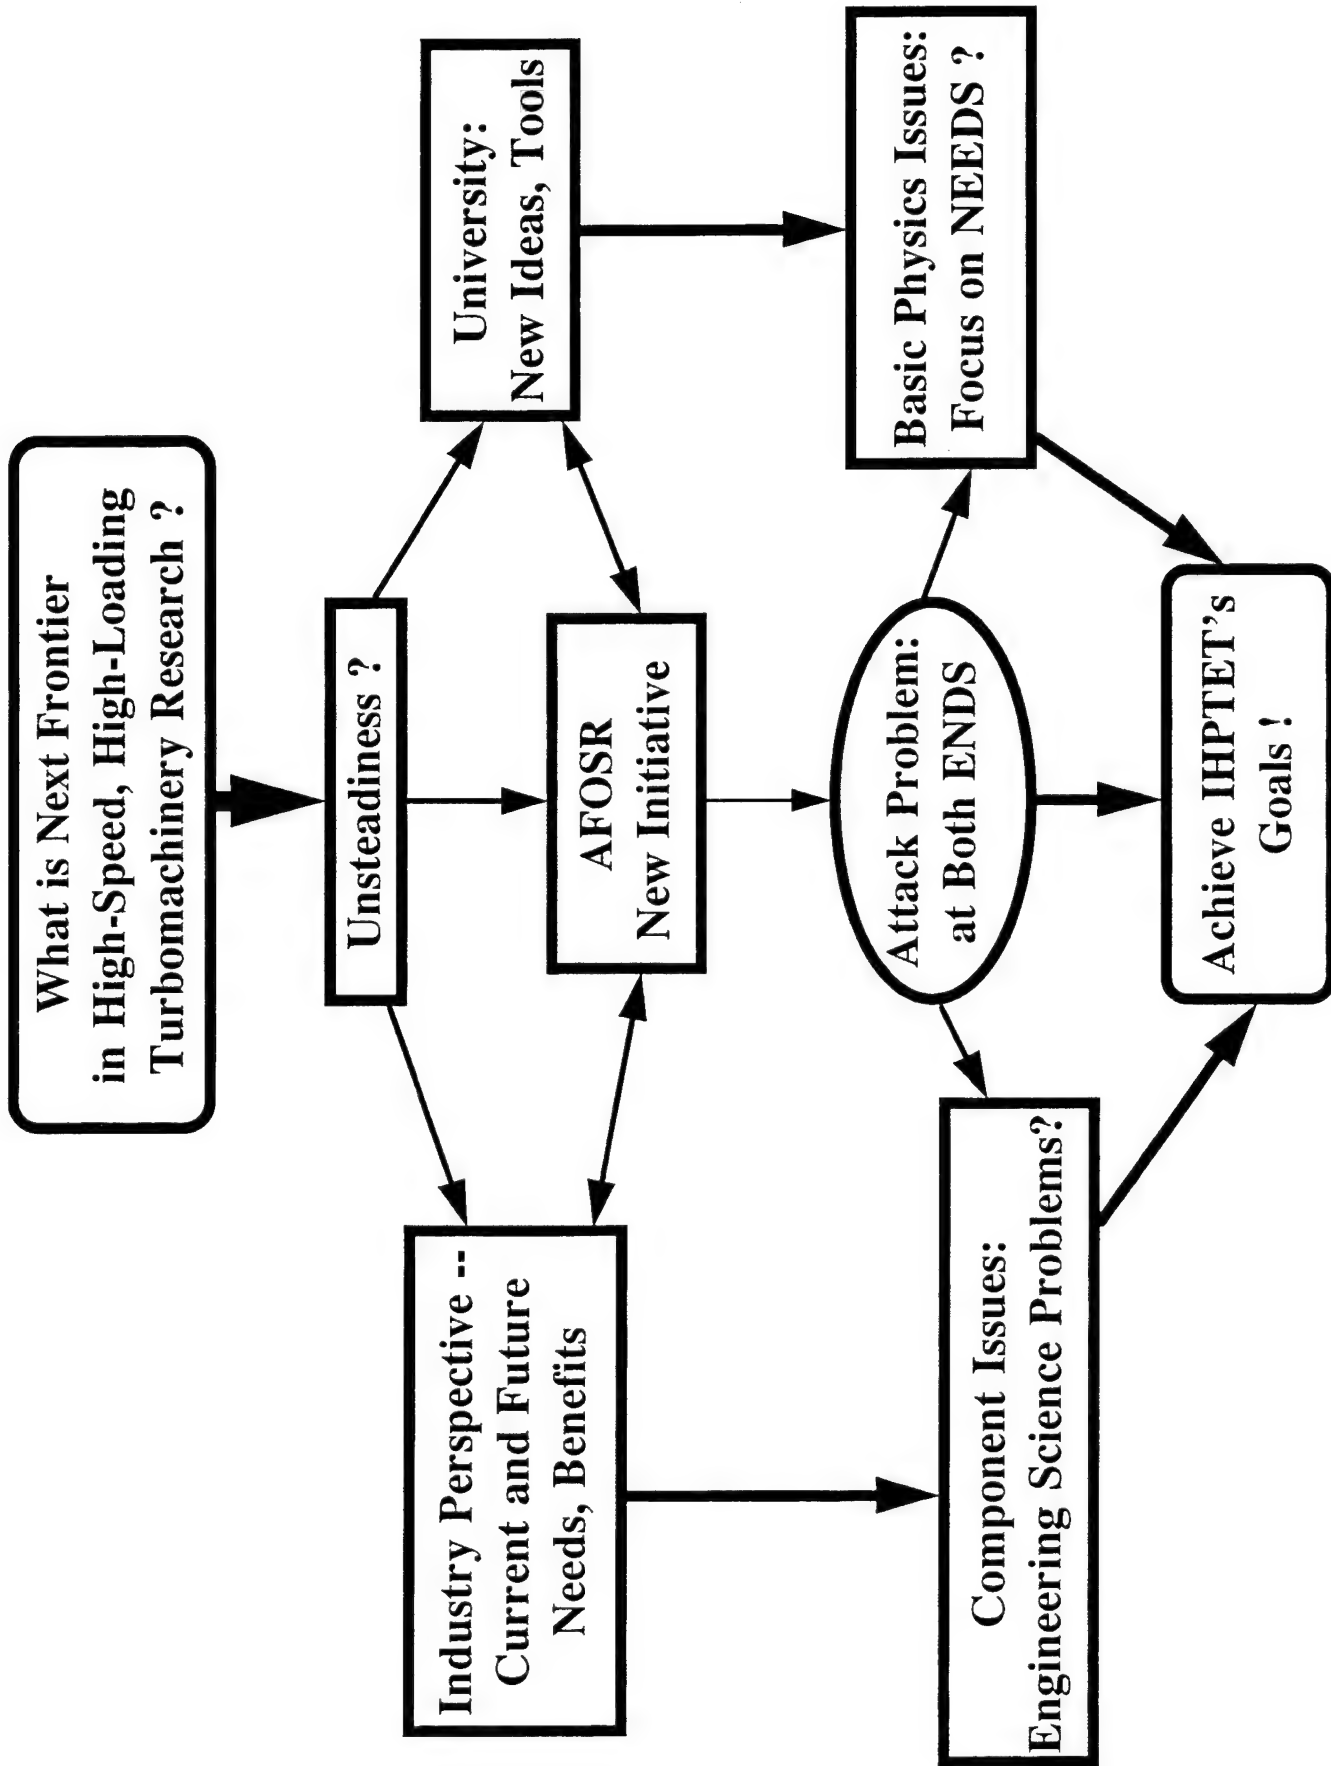 What is Next Frontier
in High-Speed, High-Loading
Turbomachinery Research ?
Unsteadiness ?
Industry Perspective --
Current and Future
Needs, Benefits
AFOSR
New Initiative
University:
New Ideas, Tools
Attack Problem:
at Both ENDS
Component Issues:
Engineering Science Problems?
Basic Physics Issues:
Focus on NEEDS ?
Achieve IHPTET's
Goals !